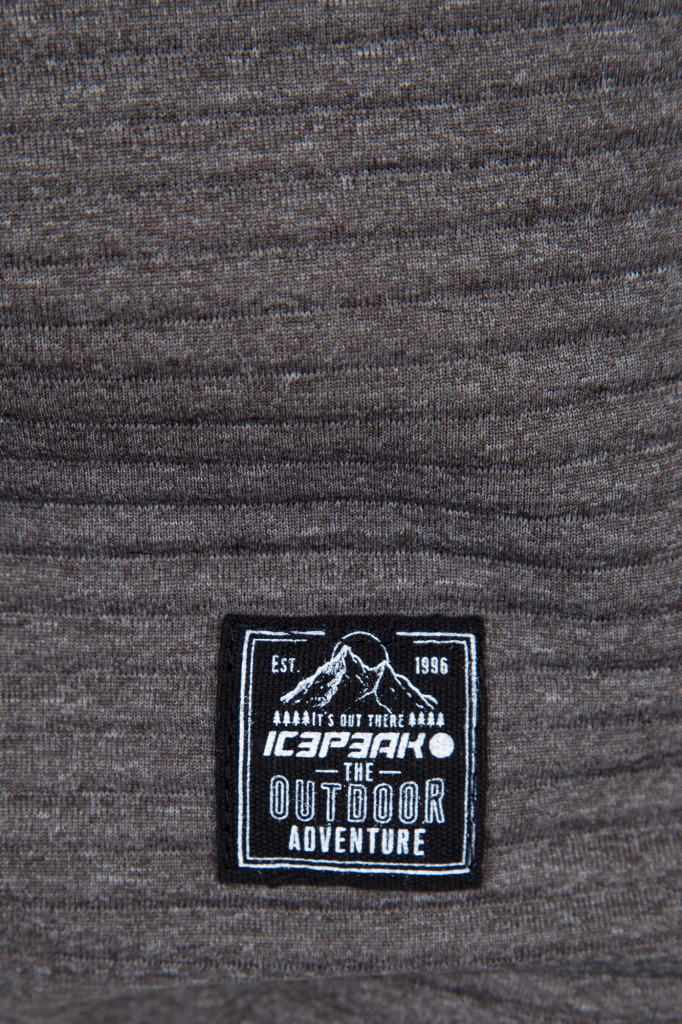 EST. 1996
IT'S OUT THERE
ICEPEAK
THE
OUTDOOR
ADVENTURE